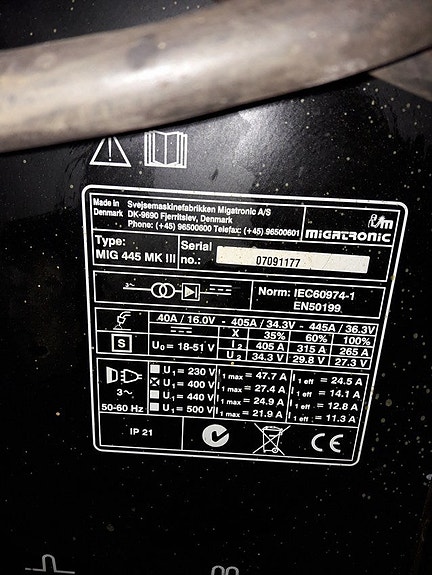 Made in Svejsemaskinefabrikken Migatronic A/S
Denmark DK-9690 Fjerritslev, Denmark
Phone: (+45) 96500600 Telefax: (+45) 96500601
MIGATRONIC
Type:
MIG 445 MK III
Serial
no.: 07091177
3~
Norm: IEC60974-1
EN50199
40A / 16.0V - 405A / 34.3V - 445A / 36.3V
X 35% 60% 100%
S U0 = 18-51 V I2 405 A 315 A 265 A
U2 34.3 V 29.8 V 27.3 V
U1 = 230 V I1 max = 47.7 A I1 eff = 24.5 A
U1 = 400 V I1 max = 27.4 A I1 eff = 14.1 A
3~ U1 = 440 V I1 max = 24.9 A I1 eff = 12.8 A
50-60 Hz U1 = 500 V I1 max = 21.9 A I1 eff = 11.3 A
IP 21 CE